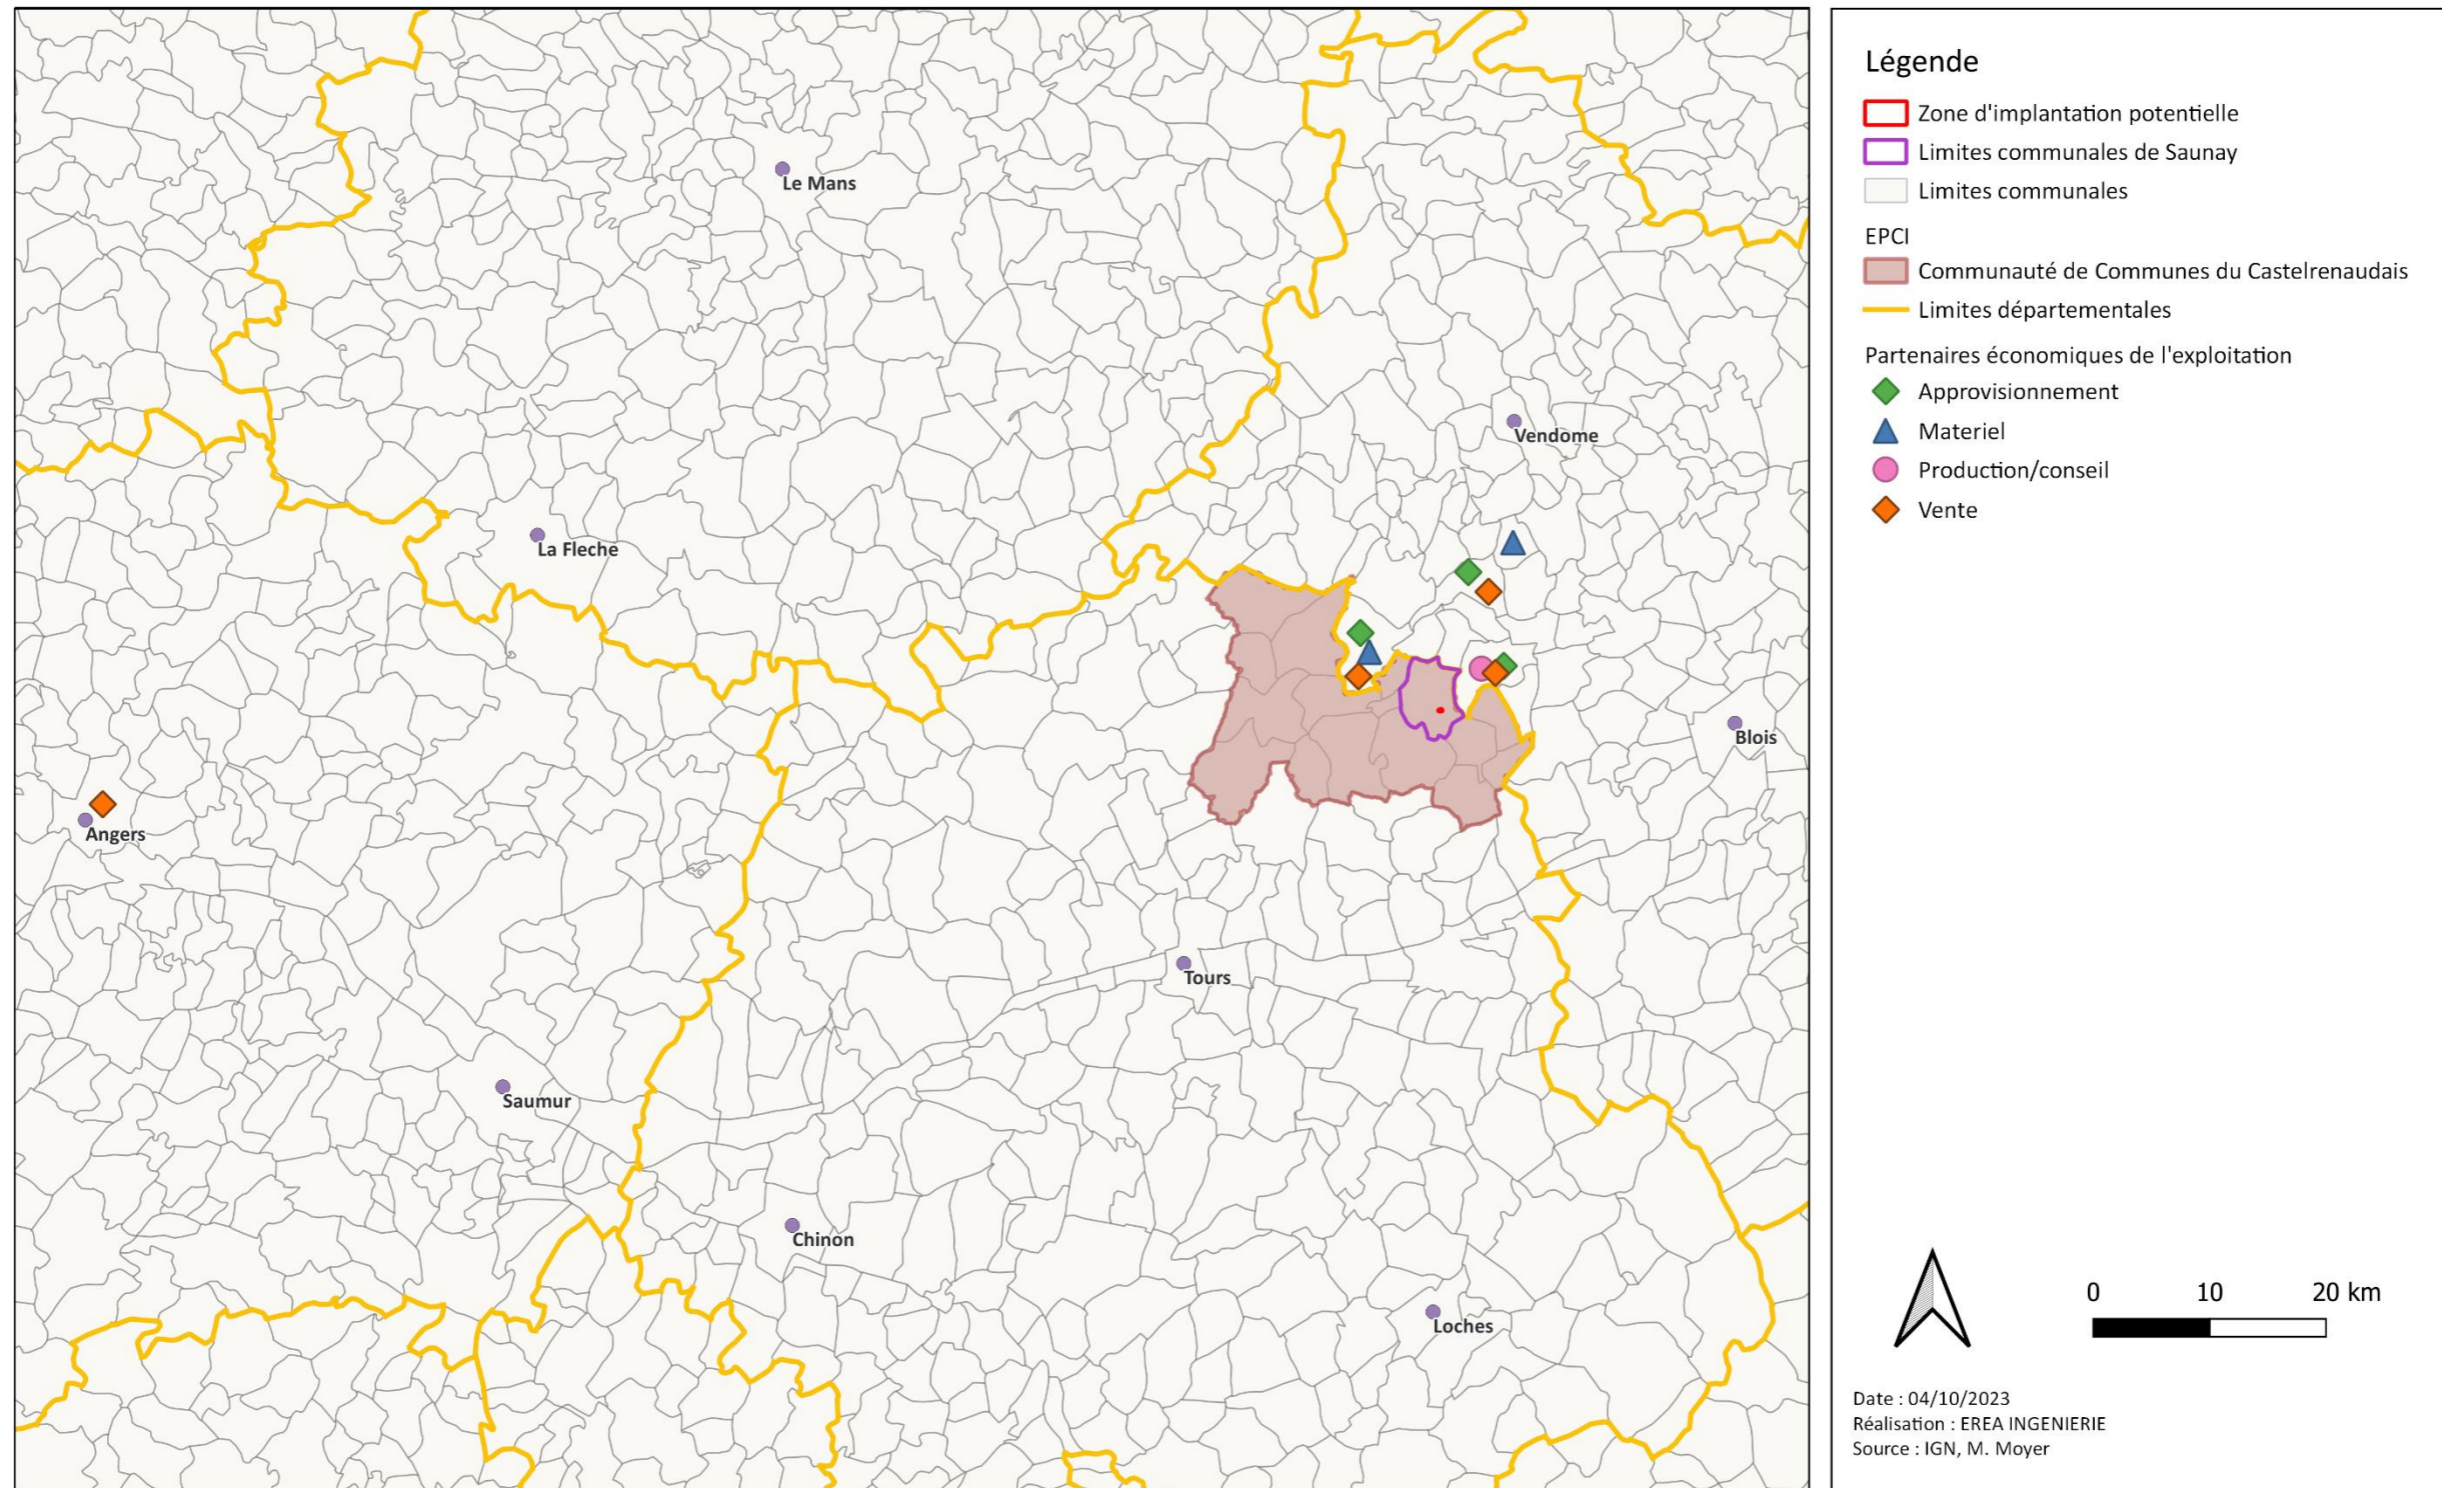 Le Mans
Vendome
La Fleche
Blois
Angers
Tours
Saumur
Chinon
Loches
Légende
Zone d'implantation potentielle
Limites communales de Saunay
Limites communales
EPCI
Communauté de Communes du Castelrenaudais
Limites départementales
Partenaires économiques de l'exploitation
Approvisionnement
Materiel
Production/conseil
Vente
0 10 20 km
Date : 04/10/2023
Réalisation : EREA INGENIERIE
Source : IGN, M. Moyer